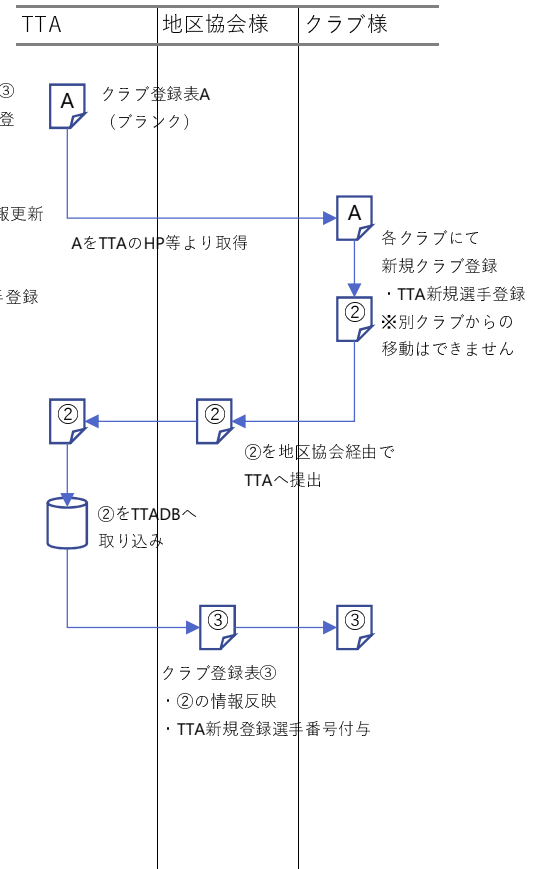 TTA
地区協会様
クラブ様
③
登
A
クラブ登録表A
（ブランク）
報更新
A
AをTTAのHP等より取得
各クラブにて
新規クラブ登録
・TTA新規選手登録
※別クラブからの
移動はできません
手登録
②
②
②
②を地区協会経由で
TTAへ提出
②をTTADBへ
取り込み
③
③
クラブ登録表③
・②の情報反映
・TTA新規登録選手番号付与